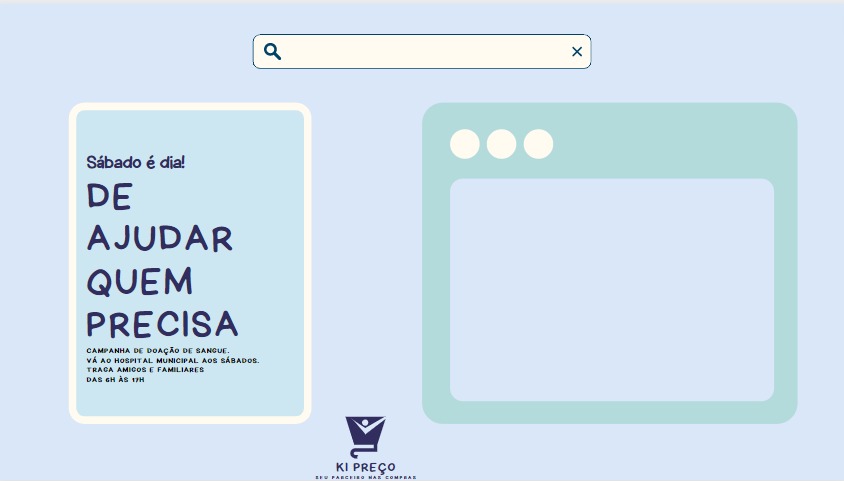 Sábado é dia!
DE
AJUDAR
QUEM
PRECISA
CAMPANHA DE DOAÇÃO DE SANGUE.
VÁ AO HOSPITAL MUNICIPAL AOS SÁBADOS.
TRAGA AMIGOS E FAMILIARES
DAS 6H ÀS 17H
KI PREÇO
SEU PARCEIRO NAS COMPRAS